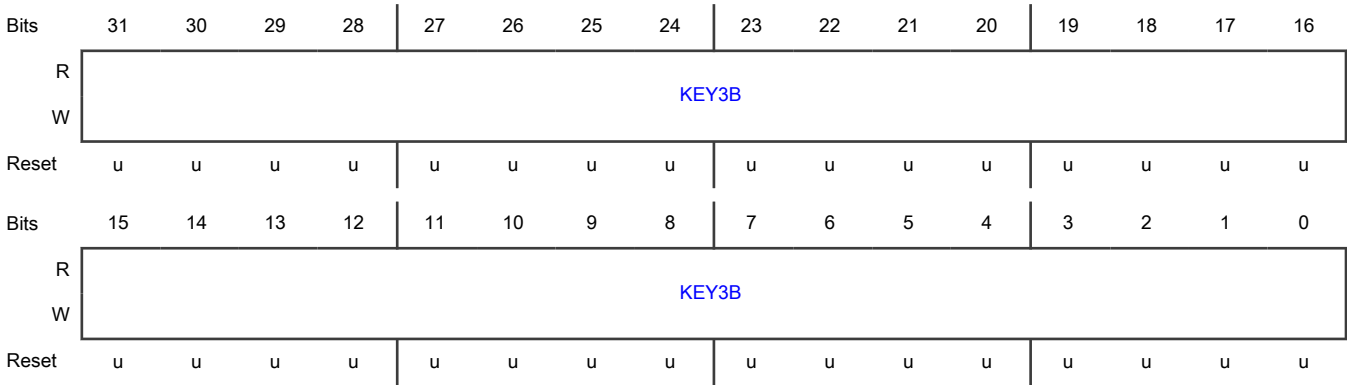 Bits 31 30 29 28 27 26 25 24 23 22 21 20 19 18 17 16
R
KEY3B
W
Reset u u u u u u u u u u u u u u u u
Bits 15 14 13 12 11 10 9 8 7 6 5 4 3 2 1 0
R
KEY3B
W
Reset u u u u u u u u u u u u u u u u